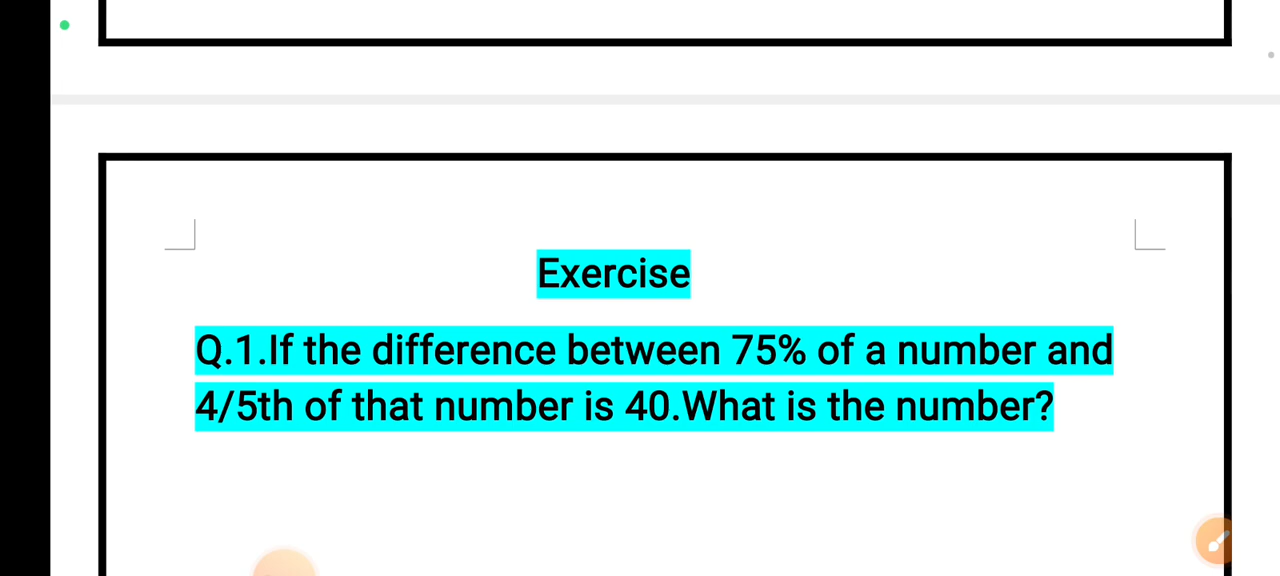 Exercise
Q.1.If the difference between 75% of a number and
4/5th of that number is 40.What is the number?